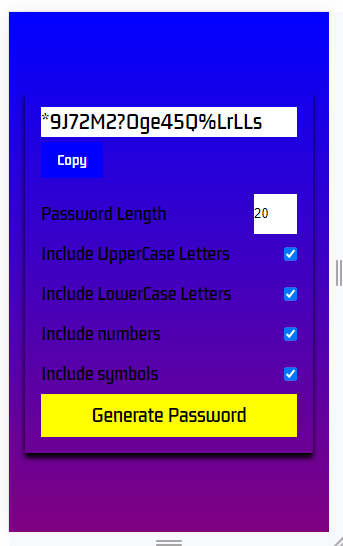 *9J72M2?Oge45Q%LrLLs
Copy
Password Length 20
Include UpperCase Letters
Include LowerCase Letters
Include numbers
Include symbols
Generate Password